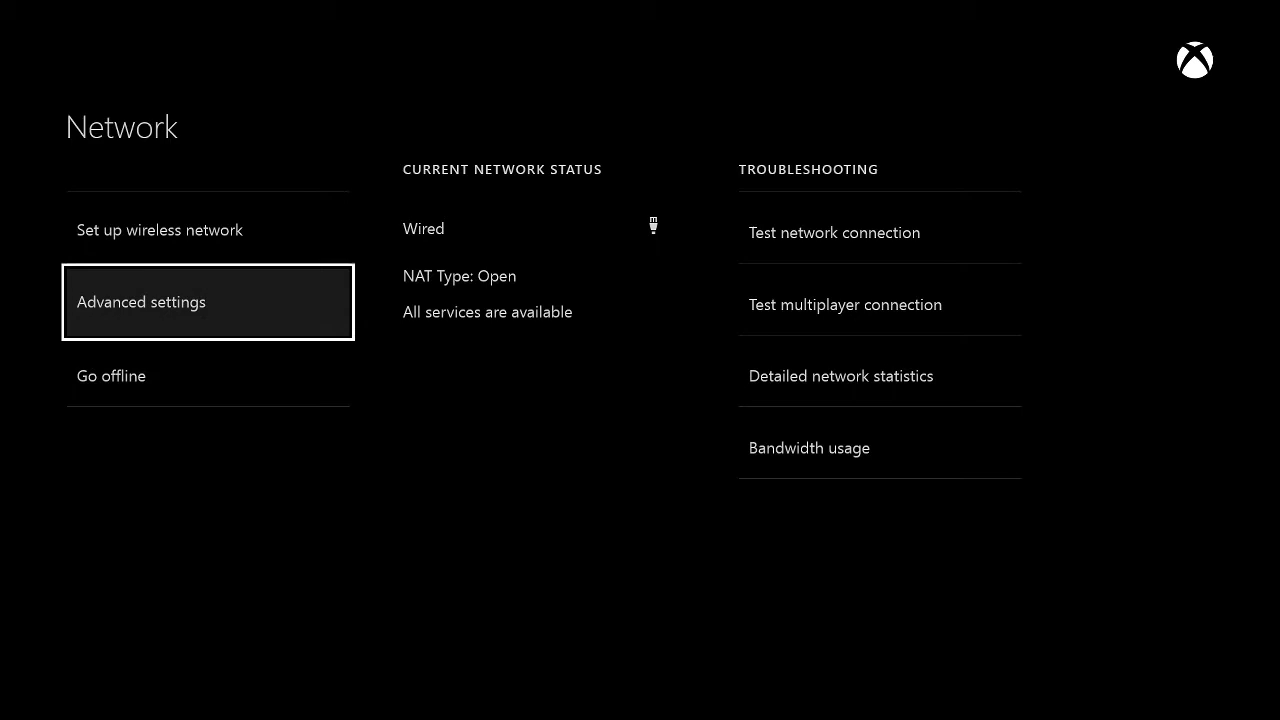 Network
Set up wireless network
Advanced settings
Go offline
CURRENT NETWORK STATUS
Wired
NAT Type: Open
All services are available
TROUBLESHOOTING
Test network connection
Test multiplayer connection
Detailed network statistics
Bandwidth usage